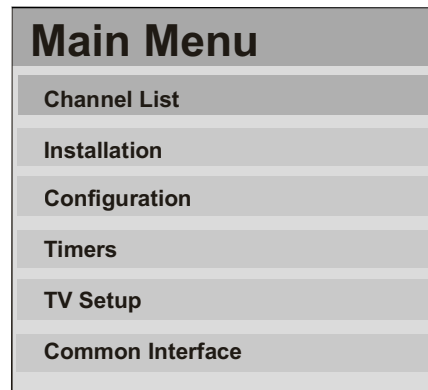 Main Menu
Channel List
Installation
Configuration
Timers
TV Setup
Common Interface